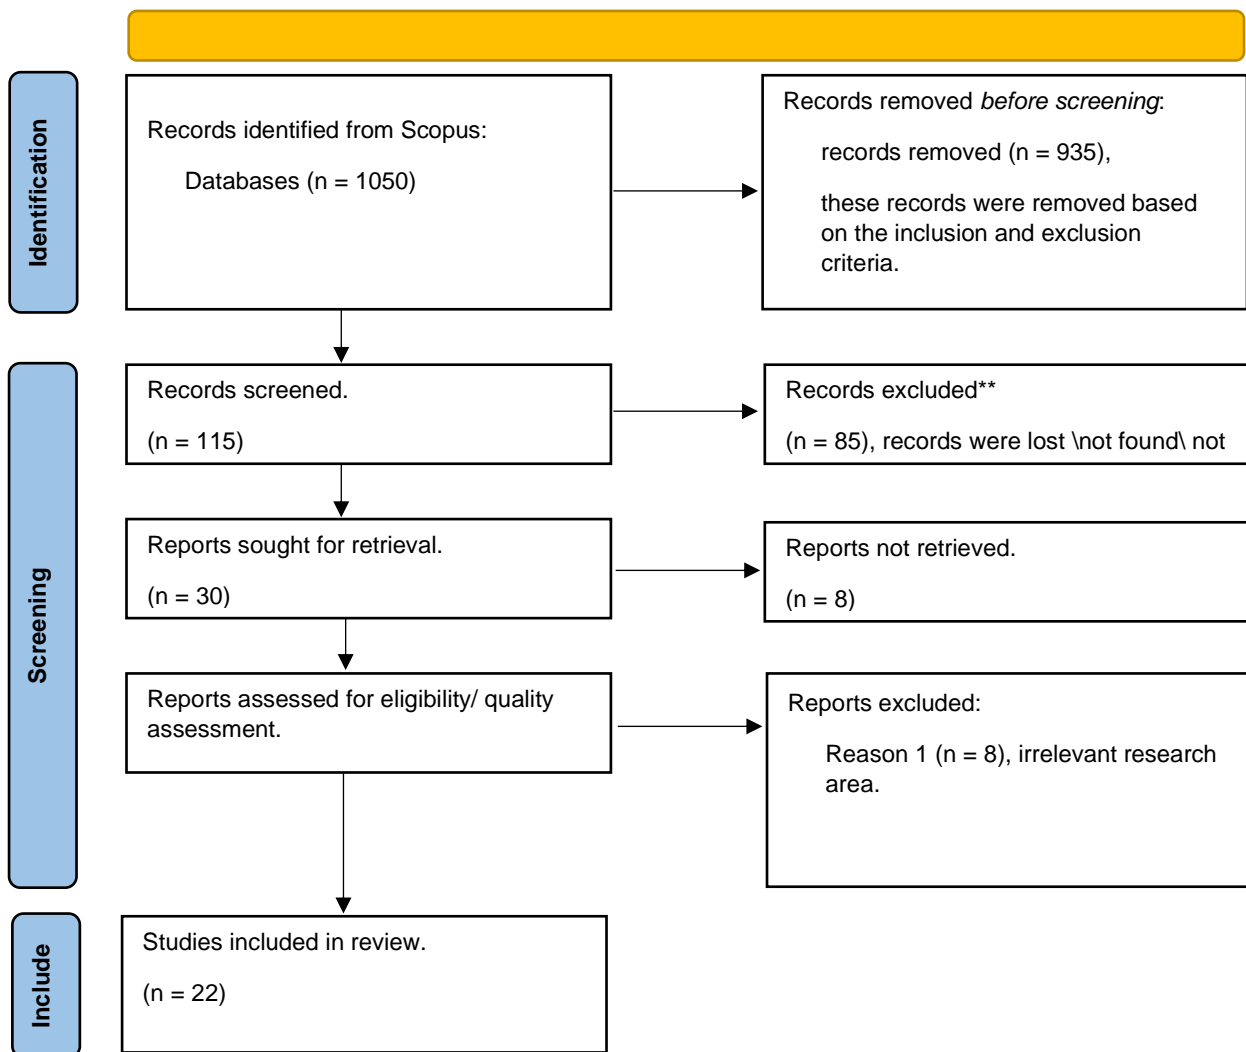 Identification
Records identified from Scopus:
Databases (n = 1050)
Records removed before screening:
records removed (n = 935),
these records were removed based
on the inclusion and exclusion
criteria.
Screening
Records screened.
(n = 115)
Records excluded**
(n = 85), records were lost \not found\ not
Reports sought for retrieval.
(n = 30)
Reports not retrieved.
(n = 8)
Reports assessed for eligibility/ quality
assessment.
Reports excluded:
Reason 1 (n = 8), irrelevant research
area.
Include
Studies included in review.
(n = 22)